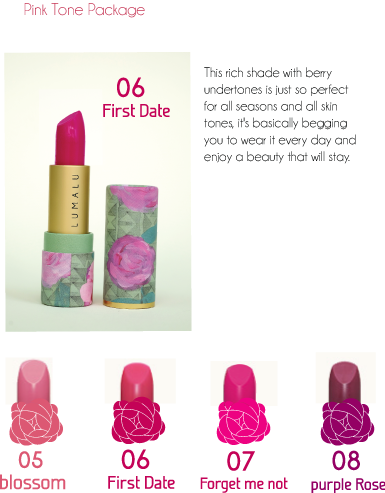 Pink Tone Package
06
First Date
This rich shade with berry
undertones is just so perfect
for all seasons and all skin
tones, it's basically begging
you to wear it every day and
enjoy a beauty that will stay.
LUMALU
05
blossom
06
First Date
07
Forget me not
08
purple Rose